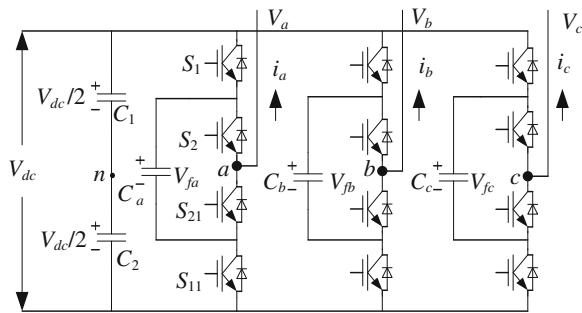 V_a
V_b
V_c
S_1
i_a
i_b
i_c
V_dc/2
+
−
C_1
S_2
V_dc
n
+
C_a
−
V_fa
a
+
C_b
−
V_fb
b
+
C_c
−
V_fc
c
S_21
V_dc/2
+
−
C_2
S_11